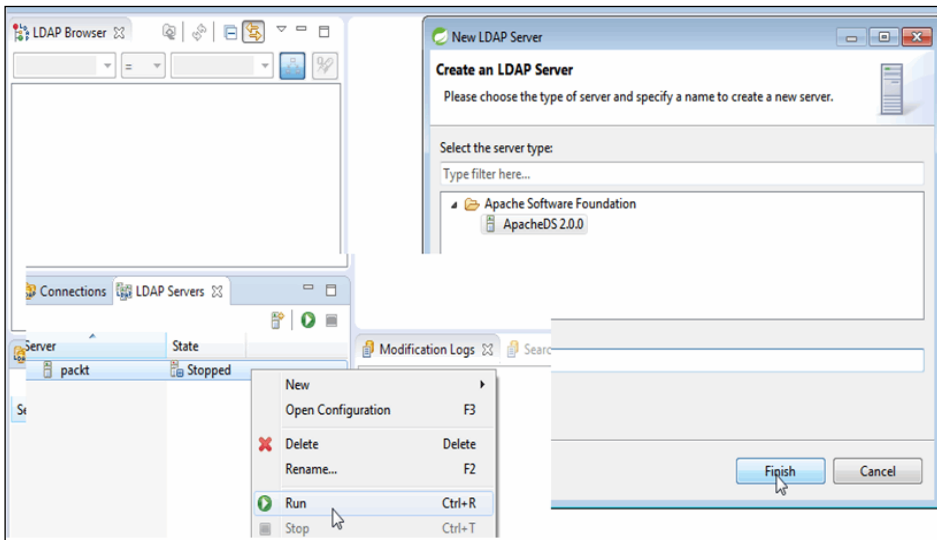 LDAP Browser
=
New LDAP Server
Create an LDAP Server
Please choose the type of server and specify a name to create a new server.
Select the server type:
Type filter here...
Apache Software Foundation
ApacheDS 2.0.0
Connections LDAP Servers
Server State
packt Stopped
Modification Logs
New
Open Configuration F3
Delete Delete
Rename... F2
Run Ctrl+R
Stop Ctrl+T
Finish Cancel